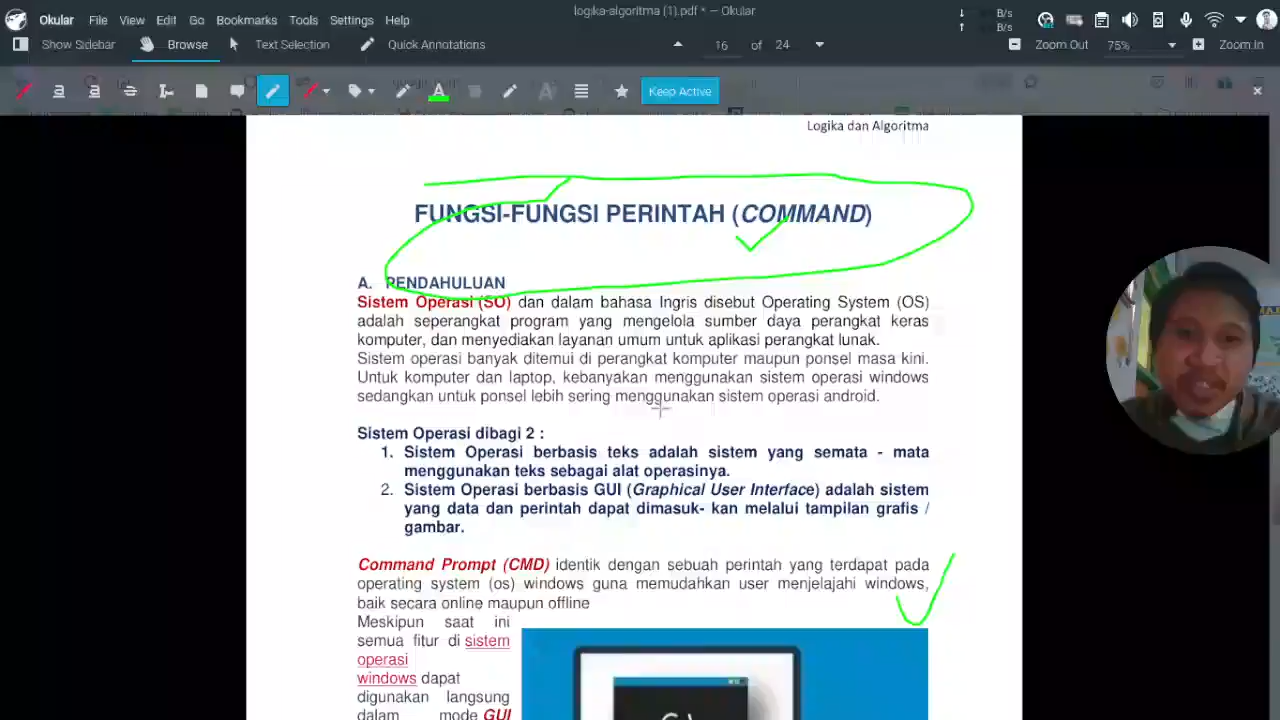 Okular File View Edit Go Bookmarks Tools Settings Help
logika-algoritma (1).pdf * — Okular
B/s
B/s
Show Sidebar Browse Text Selection Quick Annotations 16 of 24 Zoom Out 75% Zoom In
Keep Active
Logika dan Algoritma
FUNGSI-FUNGSI PERINTAH (COMMAND)
A. PENDAHULUAN
Sistem Operasi (SO) dan dalam bahasa Ingris disebut Operating System (OS)
adalah seperangkat program yang mengelola sumber daya perangkat keras
komputer, dan menyediakan layanan umum untuk aplikasi perangkat lunak.
Sistem operasi banyak ditemui di perangkat komputer maupun ponsel masa kini.
Untuk komputer dan laptop, kebanyakan menggunakan sistem operasi windows
sedangkan untuk ponsel lebih sering menggunakan sistem operasi android.
Sistem Operasi dibagi 2 :
1. Sistem Operasi berbasis teks adalah sistem yang semata - mata
menggunakan teks sebagai alat operasinya.
2. Sistem Operasi berbasis GUI (Graphical User Interface) adalah sistem
yang data dan perintah dapat dimasuk- kan melalui tampilan grafis /
gambar.
Command Prompt (CMD) identik dengan sebuah perintah yang terdapat pada
operating system (os) windows guna memudahkan user menjelajahi windows,
baik secara online maupun offline
Meskipun saat ini
semua fitur di sistem
operasi
windows dapat
digunakan langsung
dalam mode GUI